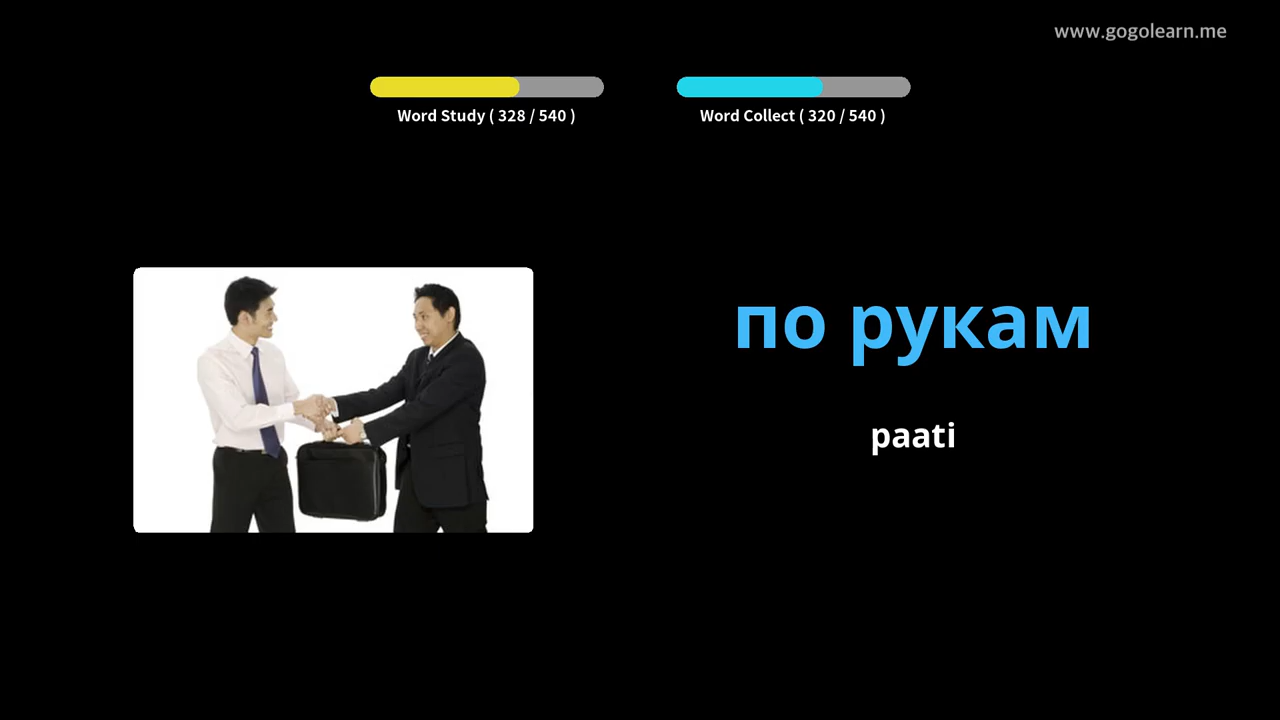 www.gogolearn.me
Word Study ( 328 / 540 )
Word Collect ( 320 / 540 )
по рукам
paati